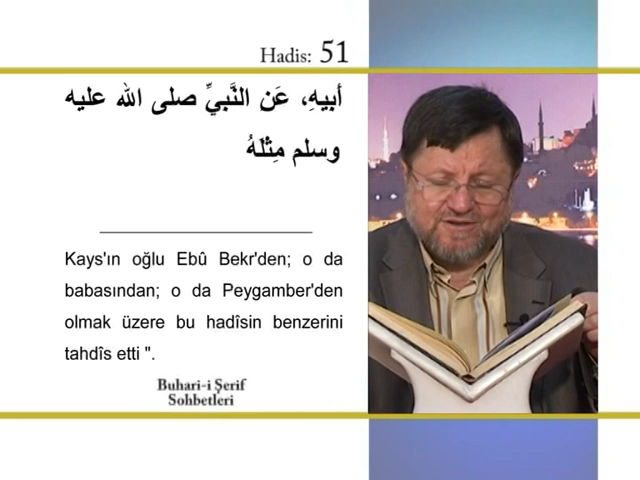 Hadis: 51
أبيهِ، عَنِ النَّبيِّ صلى الله عليه
وسلم مِثْلَهُ
Kays'ın oğlu Ebû Bekr'den; o da
babasından; o da Peygamber'den
olmak üzere bu hadîsin benzerini
tahdîs etti ".
Buhari-i Şerif
Sohbetleri